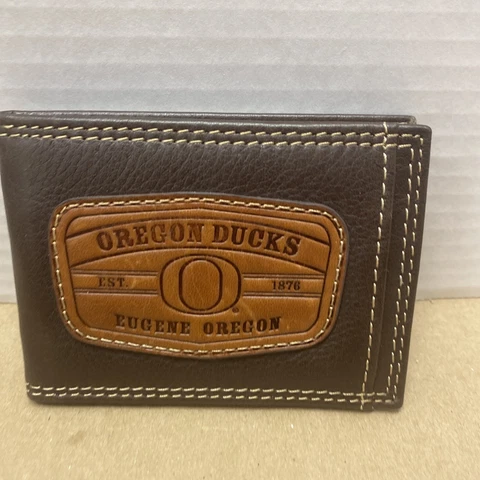 OREGON DUCKS
EST. O 1876
EUGENE OREGON